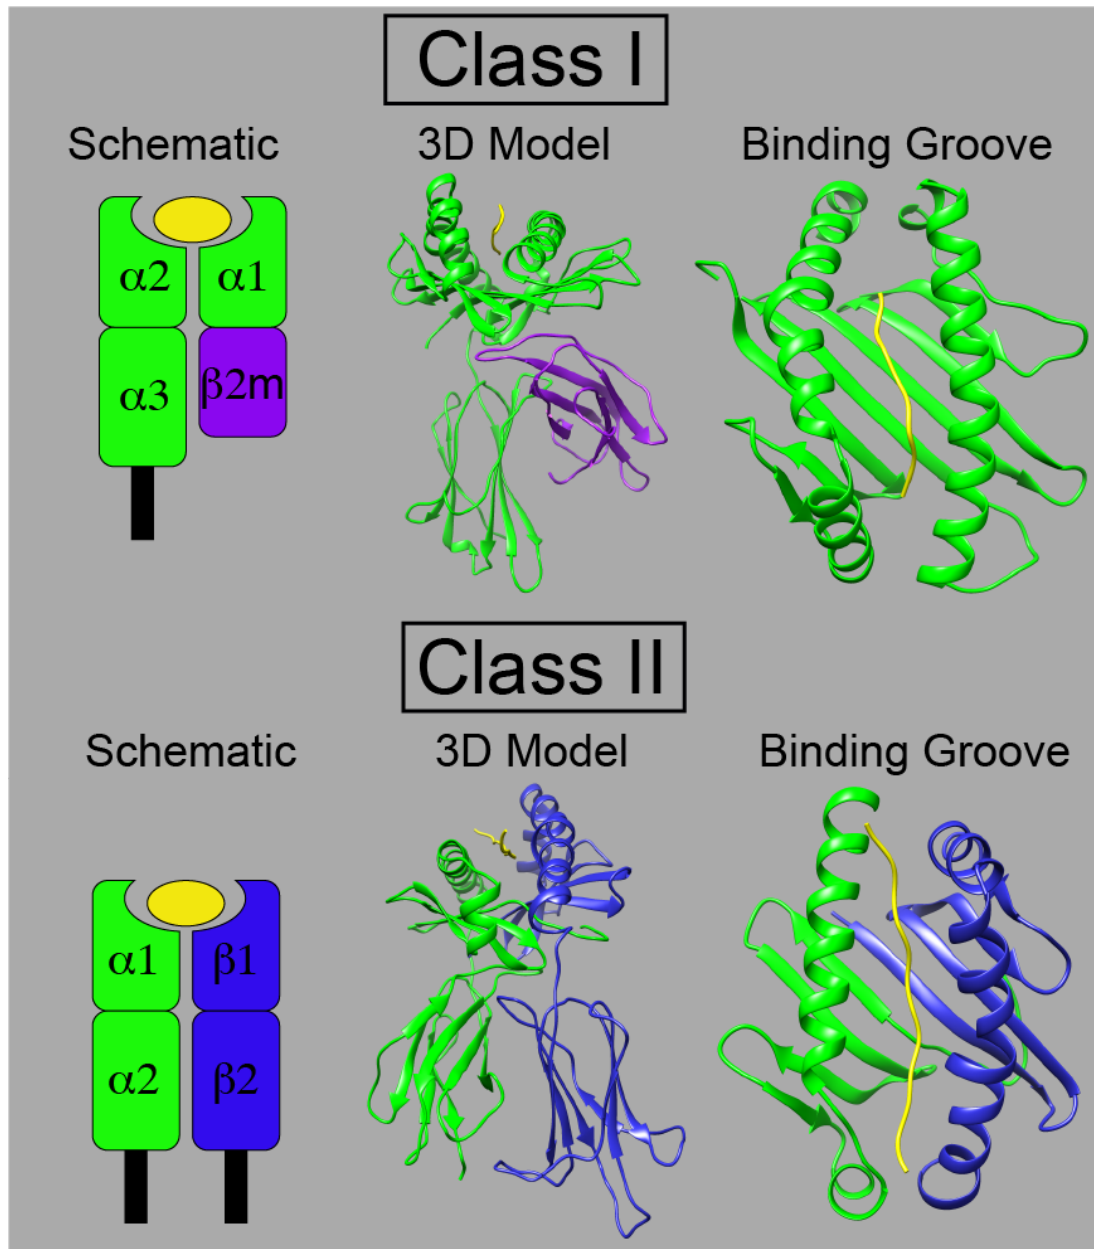 Class I
Schematic
3D Model
Binding Groove
α2 α1
α3 β2m
Class II
Schematic
3D Model
Binding Groove
α1 β1
α2 β2